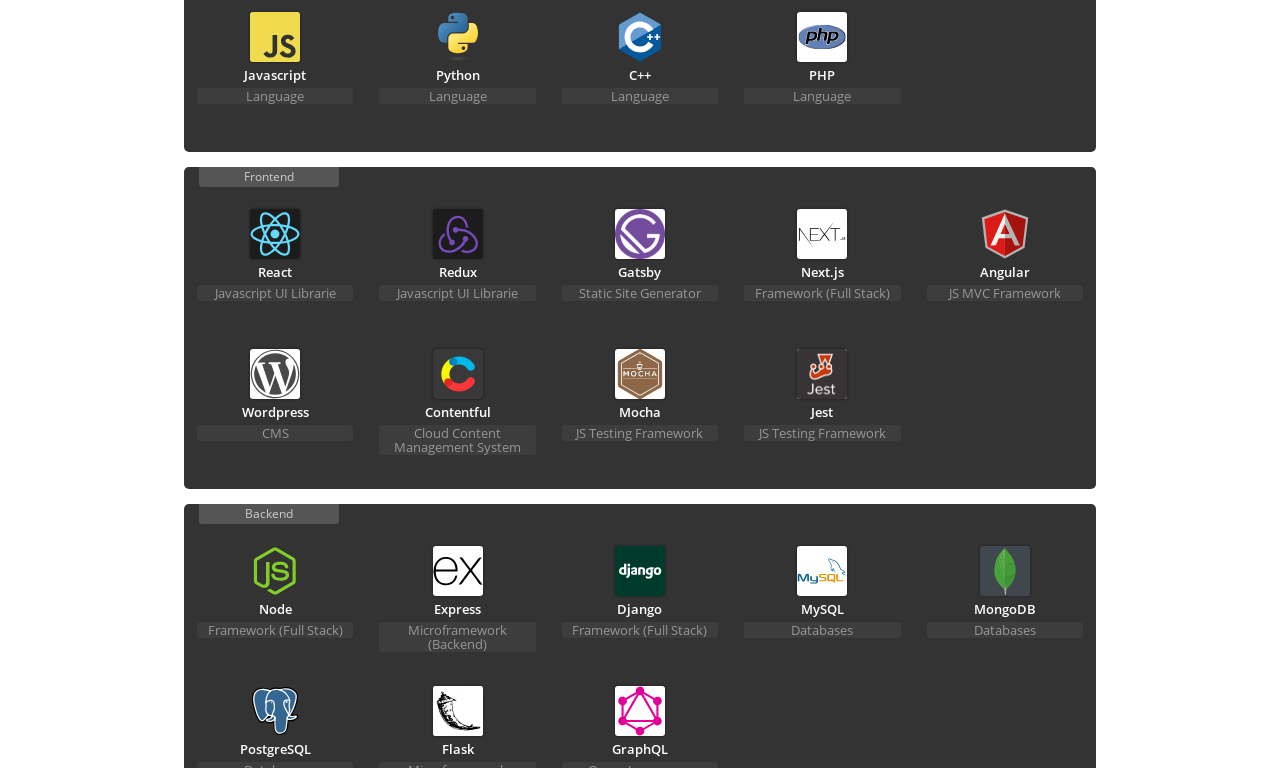 JS
php
Javascript
Python
C++
PHP
Language
Language
Language
Language
Frontend
NEXT.JS
React
Redux
Gatsby
Next.js
Angular
Javascript UI Librarie
Javascript UI Librarie
Static Site Generator
Framework (Full Stack)
JS MVC Framework
MOCHA
Jest
Wordpress
Contentful
Mocha
Jest
CMS
Cloud Content
Management System
JS Testing Framework
JS Testing Framework
Backend
JS
ex
django
MySQL
Node
Express
Django
MySQL
MongoDB
Framework (Full Stack)
Microframework
(Backend)
Framework (Full Stack)
Databases
Databases
PostgreSQL
Flask
GraphQL